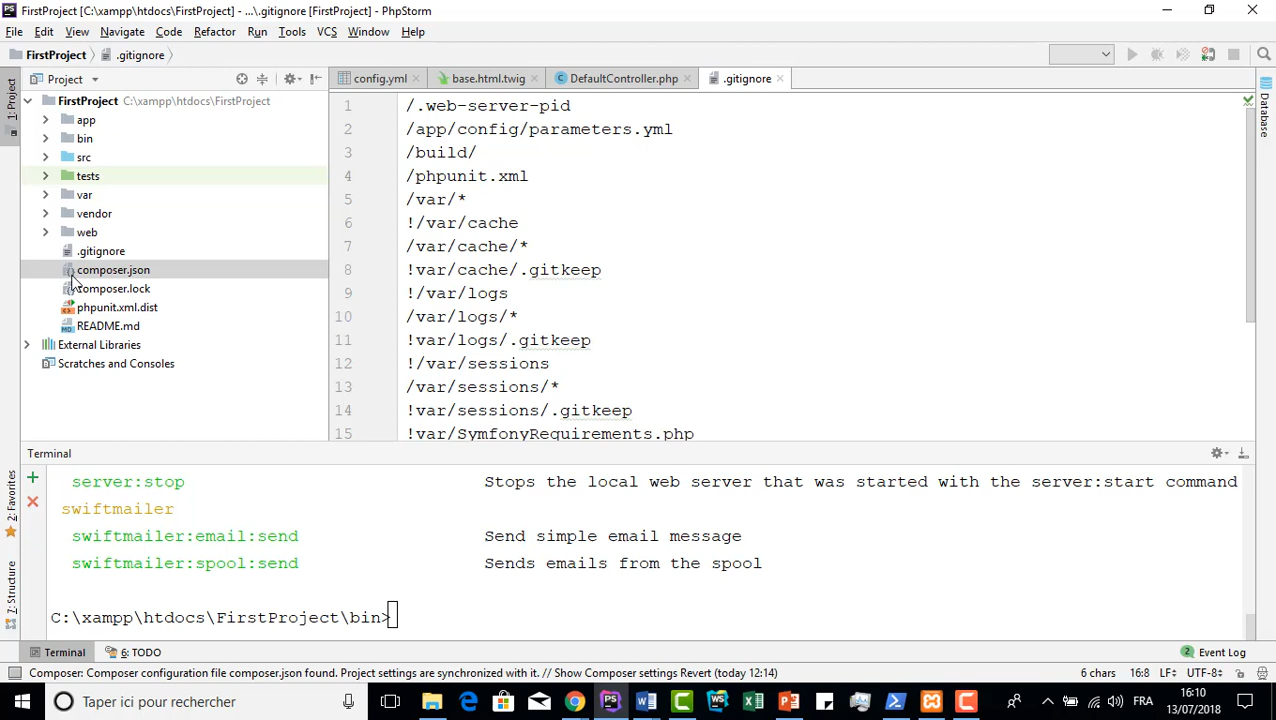 FirstProject [C:\xampp\htdocs\FirstProject] - ...\.gitignore [FirstProject] - PhpStorm
File Edit View Navigate Code Refactor Run Tools VCS Window Help
FirstProject .gitignore
Project
config.yml base.html.twig DefaultController.php .gitignore
1: Project
Database
FirstProject C:\xampp\htdocs\FirstProject
app
bin
src
tests
var
vendor
web
.gitignore
composer.json
composer.lock
phpunit.xml.dist
README.md
External Libraries
Scratches and Consoles
1 /.web-server-pid
2 /app/config/parameters.yml
3 /build/
4 /phpunit.xml
5 /var/*
6 !/var/cache
7 /var/cache/*
8 !var/cache/.gitkeep
9 !/var/logs
10 /var/logs/*
11 !var/logs/.gitkeep
12 !/var/sessions
13 /var/sessions/*
14 !var/sessions/.gitkeep
15 !var/SymfonyRequirements.php
Terminal
2: Favorites
7: Structure
server:stop Stops the local web server that was started with the server:start command
swiftmailer
swiftmailer:email:send Send simple email message
swiftmailer:spool:send Sends emails from the spool
C:\xampp\htdocs\FirstProject\bin>
Terminal 6: TODO 2 Event Log
Composer: Composer configuration file composer.json found. Project settings are synchronized with it. // Show Composer settings Revert (today 12:14) 6 chars 16:8 LF÷ UTF-8÷
Taper ici pour rechercher
FRA
16:10
13/07/2018